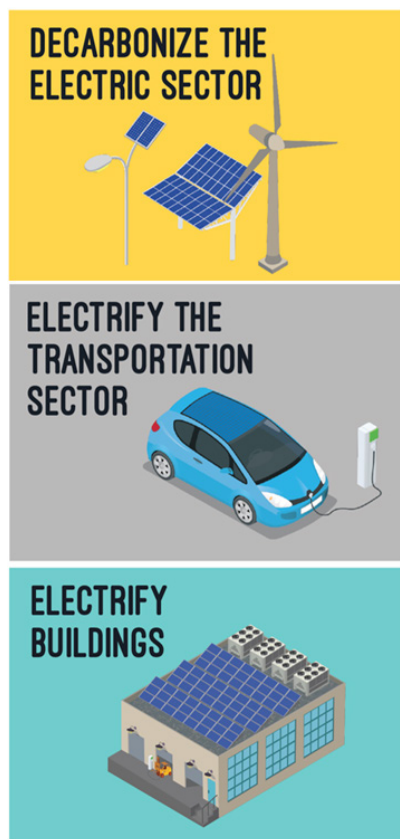 DECARBONIZE THE
ELECTRIC SECTOR
ELECTRIFY THE
TRANSPORTATION
SECTOR
ELECTRIFY
BUILDINGS